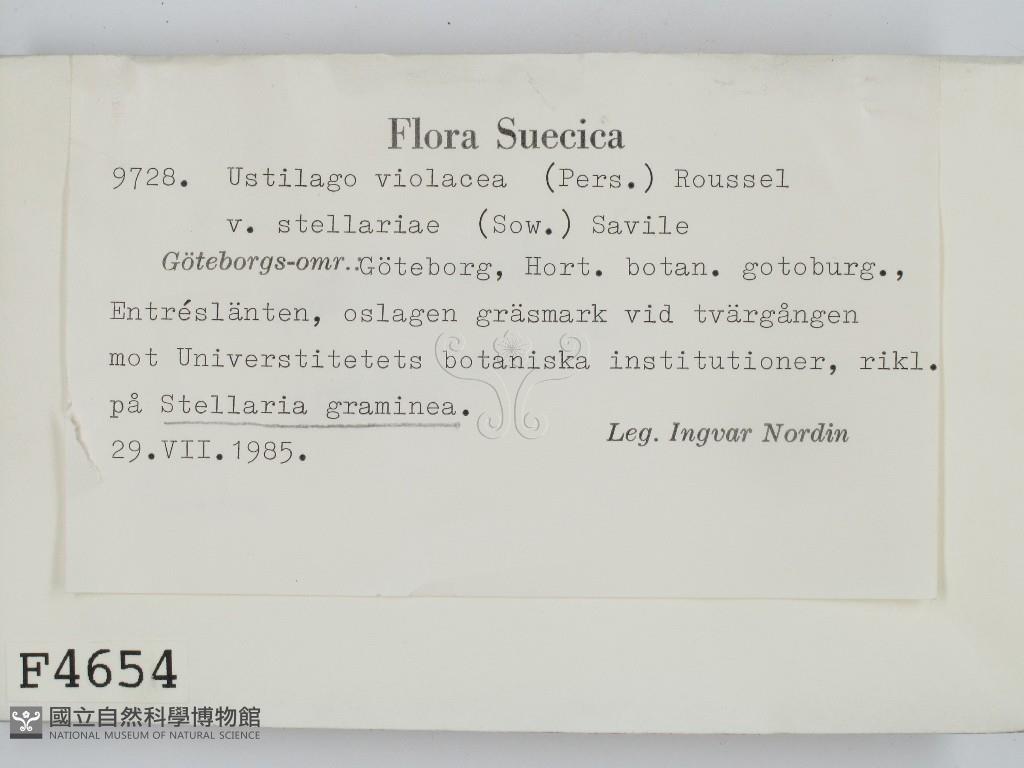 Flora Suecica
9728. Ustilago violacea (Pers.) Roussel
v. stellariae (Sow.) Savile
Göteborgs-omr.:Göteborg, Hort. botan. gotoburg.,
Entréslänten, oslagen gräsmark vid tvärgången
mot Universtitetets botaniska institutioner, rikl.
på Stellaria graminea.
Leg. Ingvar Nordin
29.VII.1985.
F4654
國立自然科學博物館
NATIONAL MUSEUM OF NATURAL SCIENCE